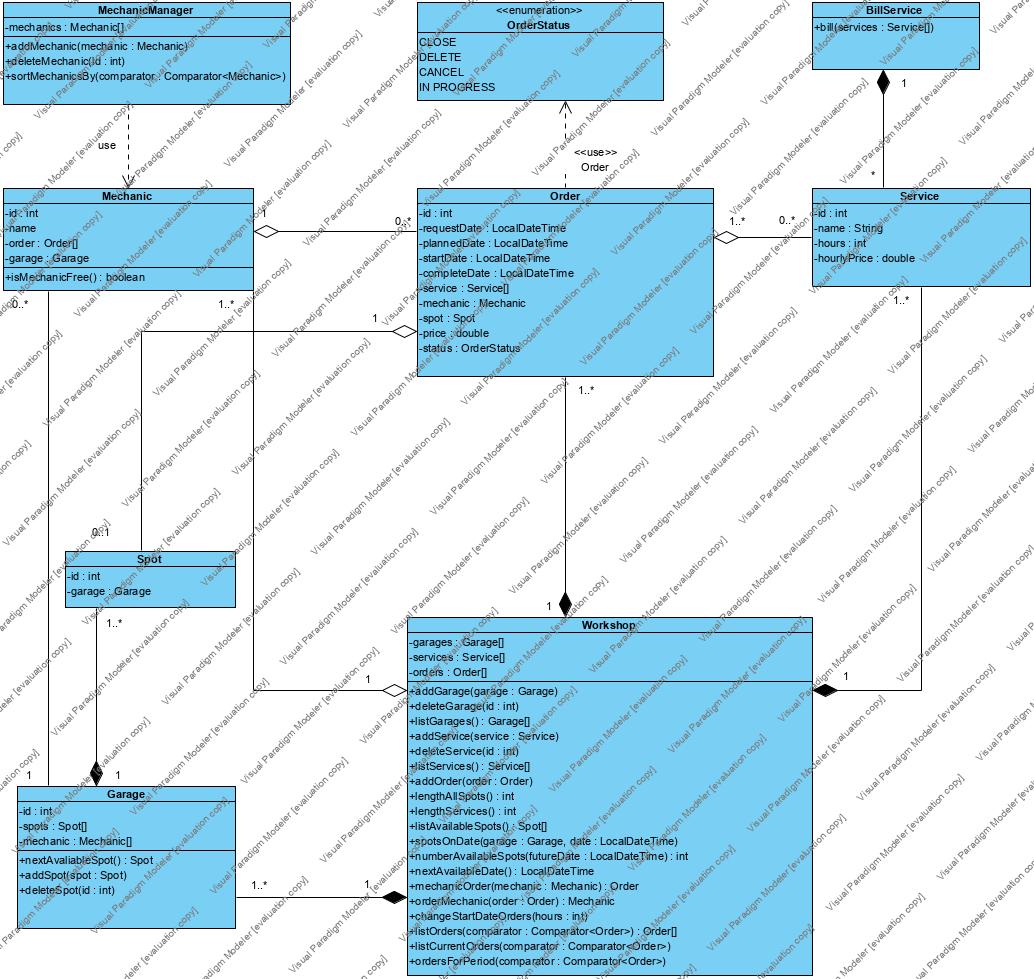 MechanicManager
-mechanics : Mechanic[]
+addMechanic(mechanic : Mechanic)
+deleteMechanic(id : int)
+sortMechanicsBy(comparator : Comparator<Mechanic>)
<<enumeration>>
OrderStatus
CLOSE
DELETE
CANCEL
IN PROGRESS
BillService
+bill(services : Service[])
1
*
use
<<use>>
Order
Mechanic
-id : int
-name
-order : Order[]
-garage : Garage
+isMechanicFree() : boolean
1
0..*
0..*
1..*
Order
-id : int
-requestDate : LocalDateTime
-plannedDate : LocalDateTime
-startDate : LocalDateTime
-completeDate : LocalDateTime
-service : Service[]
-mechanic : Mechanic
-spot : Spot
-price : double
-status : OrderStatus
1..*
0..*
1
1..*
Service
-id : int
-name : String
-hours : int
-hourlyPrice : double
1..*
0..1
Spot
-id : int
-garage : Garage
1..*
1
1
Garage
-id : int
-spots : Spot[]
-mechanic : Mechanic[]
+nextAvaliableSpot() : Spot
+addSpot(spot : Spot)
+deleteSpot(id : int)
1..*
1
1
1
1
Workshop
-garages : Garage[]
-services : Service[]
-orders : Order[]
+addGarage(garage : Garage)
+deleteGarage(id : int)
+listGarages() : Garage[]
+addService(service : Service)
+deleteService(id : int)
+listServices() : Service[]
+addOrder(order : Order)
+lengthAllSpots() : int
+lengthServices() : int
+listAvailableSpots() : Spot[]
+spotsOnDate(garage : Garage, date : LocalDateTime)
+numberAvailableSpots(futureDate : LocalDateTime) : int
+nextAvailableDate() : LocalDateTime
+mechanicOrder(mechanic : Mechanic) : Order
+orderMechanic(order : Order) : Mechanic
+changeStartDateOrders(hours : int)
+listOrders(comparator : Comparator<Order>) : Order[]
+listCurrentOrders(comparator : Comparator<Order>)
+ordersForPeriod(comparator : Comparator<Order>)
Visual Paradigm Modeler [evaluation copy]